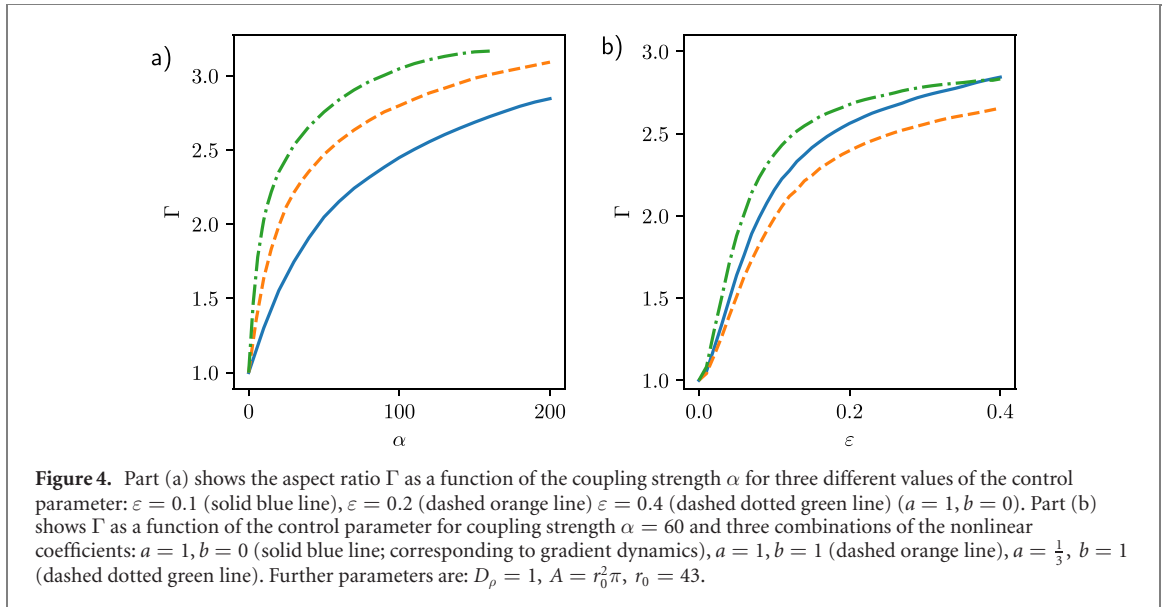 a)
3.0
2.5
2.0
1.5
1.0
Γ
0
100
200
α
b)
3.0
2.5
2.0
1.5
1.0
Γ
0.0
0.2
0.4
ε
Figure 4. Part (a) shows the aspect ratio Γ as a function of the coupling strength α for three different values of the control
parameter: ε = 0.1 (solid blue line), ε = 0.2 (dashed orange line) ε = 0.4 (dashed dotted green line) (a = 1, b = 0). Part (b)
shows Γ as a function of the control parameter for coupling strength α = 60 and three combinations of the nonlinear
coefficients: a = 1, b = 0 (solid blue line; corresponding to gradient dynamics), a = 1, b = 1 (dashed orange line), a = 1/3, b = 1
(dashed dotted green line). Further parameters are: Dρ = 1, A = r₀²π, r₀ = 43.